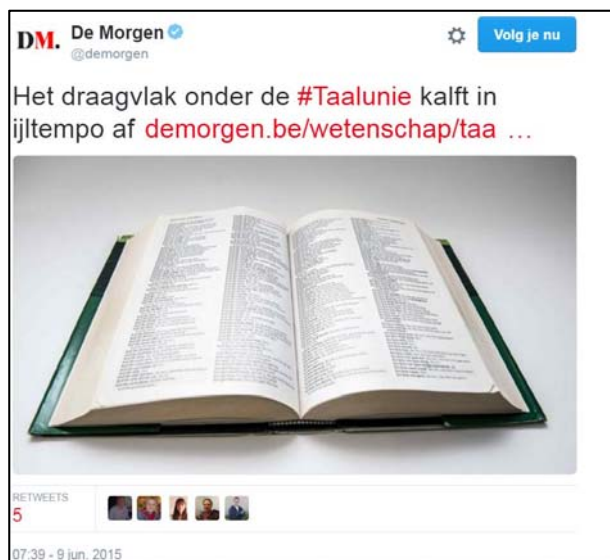 DM. De Morgen
@demorgen
Volg je nu
Het draagvlak onder de #Taalunie kalft in
ijltempo af demorgen.be/wetenschap/taa ...
RETWEETS
5
07:39 - 9 jun. 2015